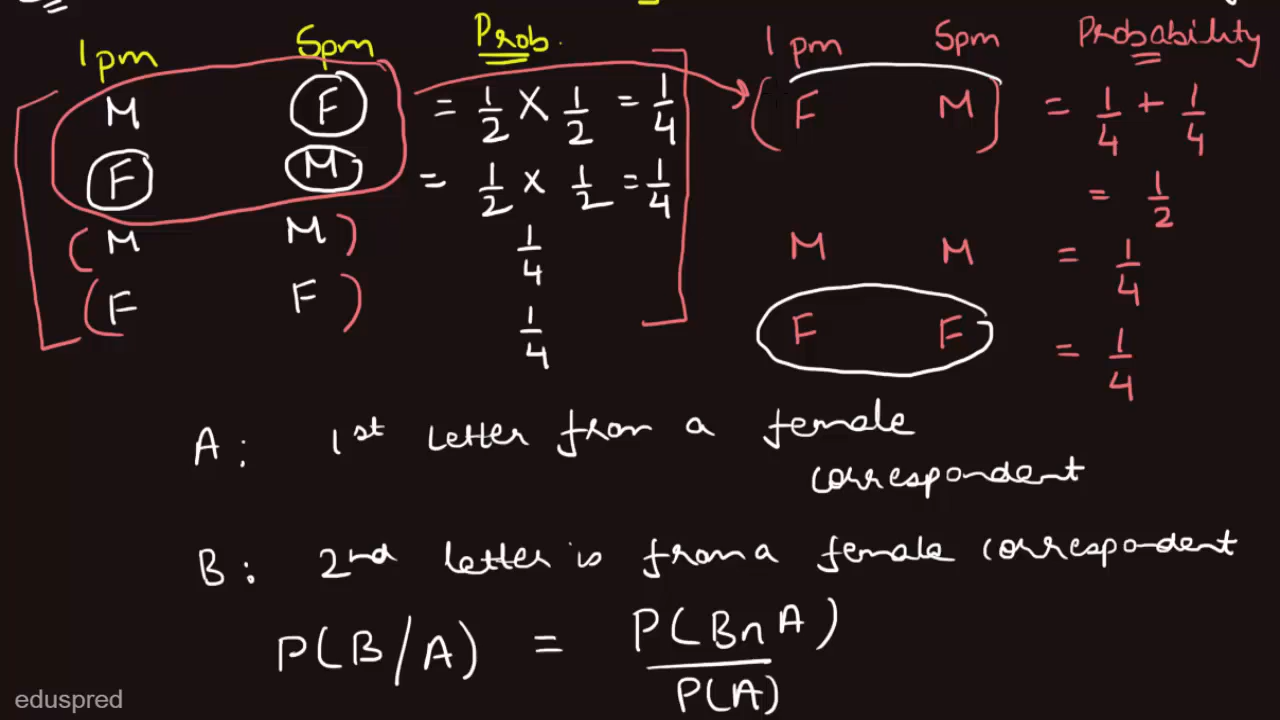 1pm 5pm Prob.
M F = 1/2 × 1/2 = 1/4
F M = 1/2 × 1/2 = 1/4
(M M) 1/4
(F F) 1/4
1pm 5pm Probability
(F M) = 1/4 + 1/4
= 1/2
M M = 1/4
F F = 1/4
A: 1st letter from a female
correspondent
B: 2nd letter is from a female correspondent
P(B/A) = P(B∩A)/P(A)
eduspred